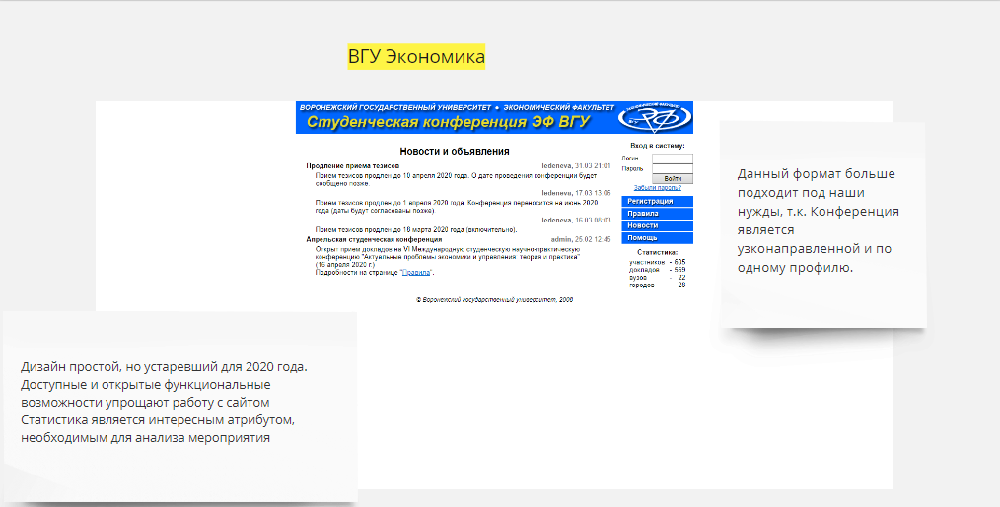 ВГУ Экономика
ВОРОНЕЖСКИЙ ГОСУДАРСТВЕННЫЙ УНИВЕРСИТЕТ • ЭКОНОМИЧЕСКИЙ ФАКУЛЬТЕТ
Студенческая конференция ЭФ ВГУ
Новости и объявления
Продление приема тезисов ledeneva, 31.03 21:01
Прием тезисов продлен до 10 апреля 2020 года. О дате проведения конференции будет
сообщено позже.
ledeneva, 17.03 13:06
Прием тезисов продлен до 1 апреля 2020 года. Конференция переносится на июнь 2020
года (даты будут согласованы позже).
ledeneva, 16.03 08:03
Прием тезисов продлен до 18 марта 2020 года (включительно).
Апрельская студенческая конференция admin, 25.02 12:45
Открыт прием докладов на VI Международную студенческую научно-практическую
конференцию "Актуальные проблемы экономики и управления: теория и практика"
(16 апреля 2020 г.)
Подробности на странице "Правила".
© Воронежский государственный университет, 2008
Вход в систему:
Логин
Пароль
Войти
Забыли пароль?
Регистрация
Правила
Новости
Помощь
Статистика:
участников - 605
докладов - 559
вузов - 22
городов - 28
Данный формат больше
подходит под наши
нужды, т.к. Конференция
является
узконаправленной и по
одному профилю.
Дизайн простой, но устаревший для 2020 года.
Доступные и открытые функциональные
возможности упрощают работу с сайтом
Статистика является интересным атрибутом,
необходимым для анализа мероприятия